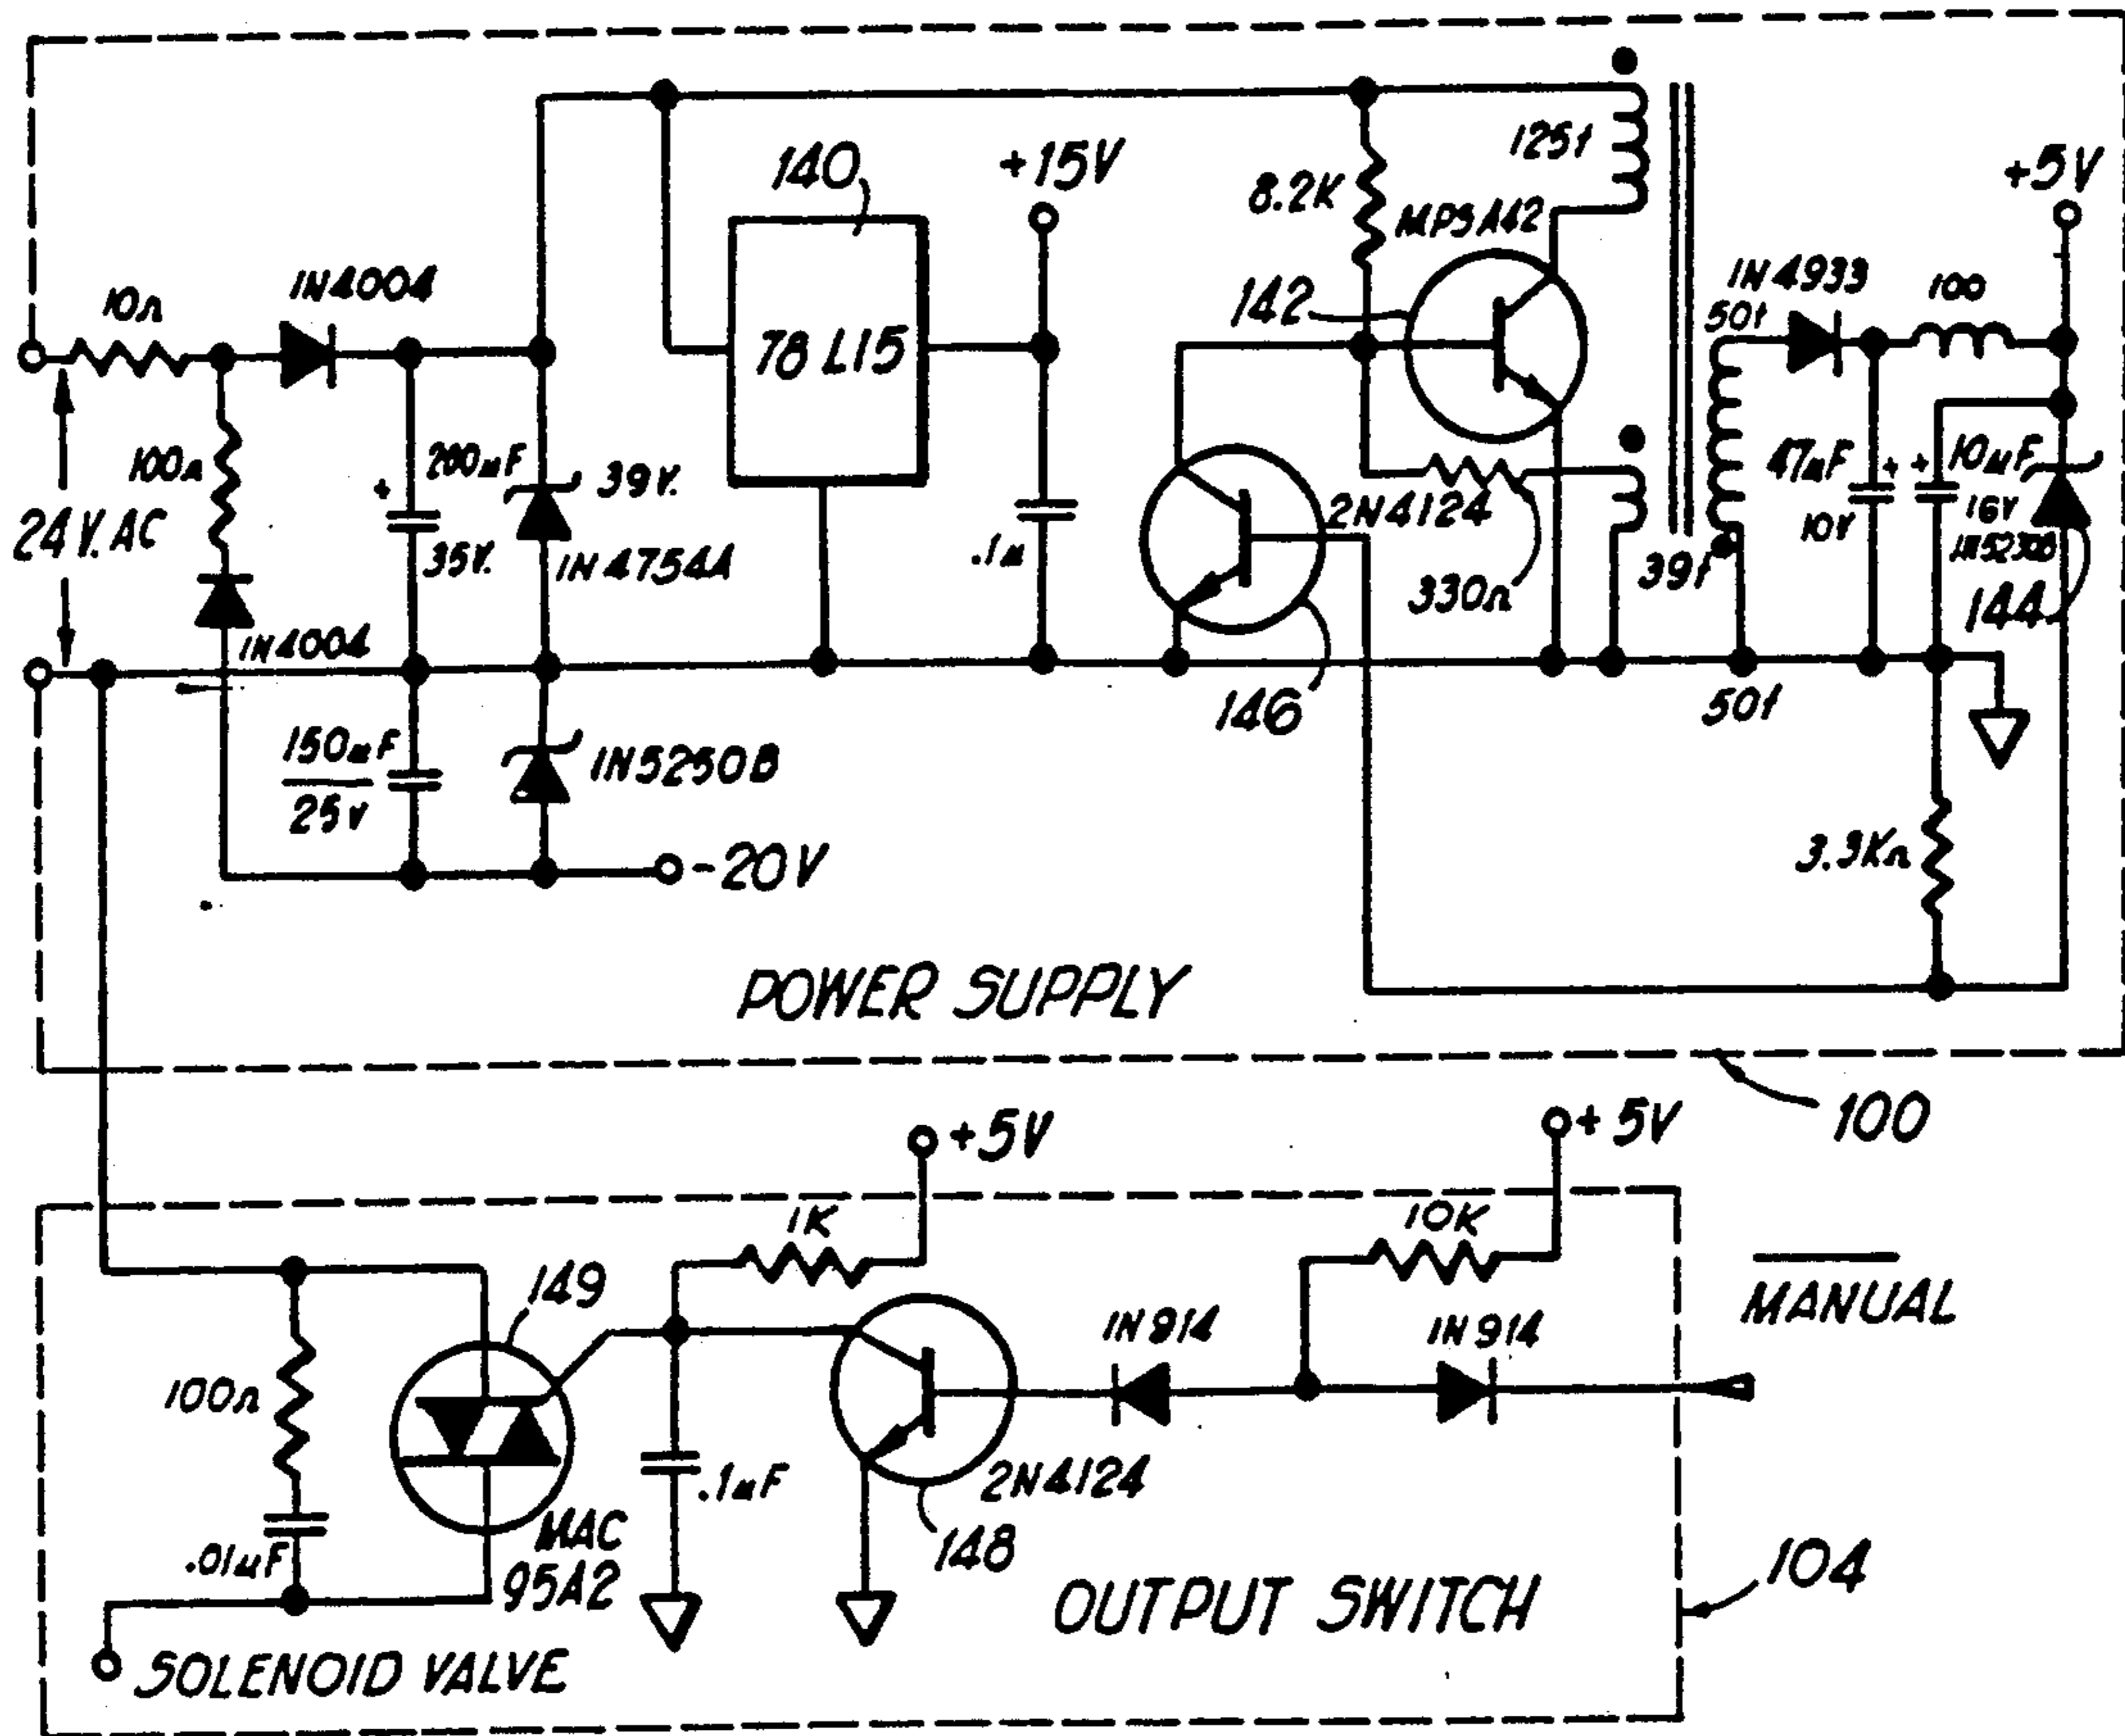 140
+15V
125t
8.2K
MPSA42
+5V
10Ω
1N4004
142
1N4933
50t
100
78L15
100Ω
200µF
39V.
35V.
1N4754A
24V.AC
.1µ
2N4124
330Ω
39t
47µF
10V
10µF
16V
1N5230B
144
1N4004
146
50t
150µF
25V
1N5250B
-20V
3.3KΩ
POWER SUPPLY
100
+5V
+5V
1K
10K
149
1N914
1N914
MANUAL
100Ω
.1µF
2N4124
148
.01µF
MAC
95A2
104
OUTPUT SWITCH
SOLENOID VALVE